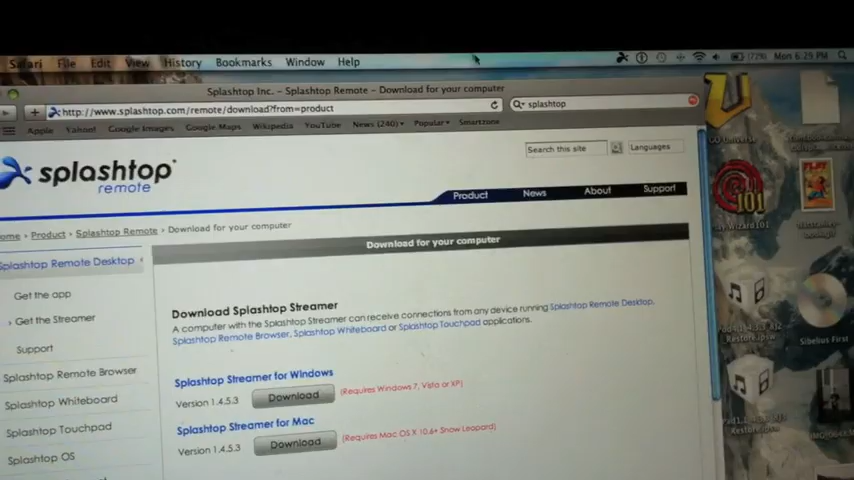 Safari File Edit View History Bookmarks Window Help (72%) Mon 6:29 PM
Splashtop Inc. – Splashtop Remote – Download for your computer
http://www.splashtop.com/remote/download?from=product splashtop
Apple Yahoo! Google Images Google Maps Wikipedia YouTube News (240) Popular Smartzone
Search this site Languages
splashtop
remote
Product News About Support
Home › Product › Splashtop Remote › Download for your computer
Download for your computer
Splashtop Remote Desktop
Get the app
› Get the Streamer
Support
Splashtop Remote Browser
Splashtop Whiteboard
Splashtop Touchpad
Splashtop OS
Download Splashtop Streamer
A computer with the Splashtop Streamer can receive connections from any device running Splashtop Remote Desktop,
Splashtop Remote Browser, Splashtop Whiteboard or Splashtop Touchpad applications.
Splashtop Streamer for Windows
Version 1.4.5.3 Download (Requires Windows 7, Vista or XP)
Splashtop Streamer for Mac
Version 1.4.5.3 Download (Requires Mac OS X 10.6+ Snow Leopard)
101
PLAY
Sibelius First